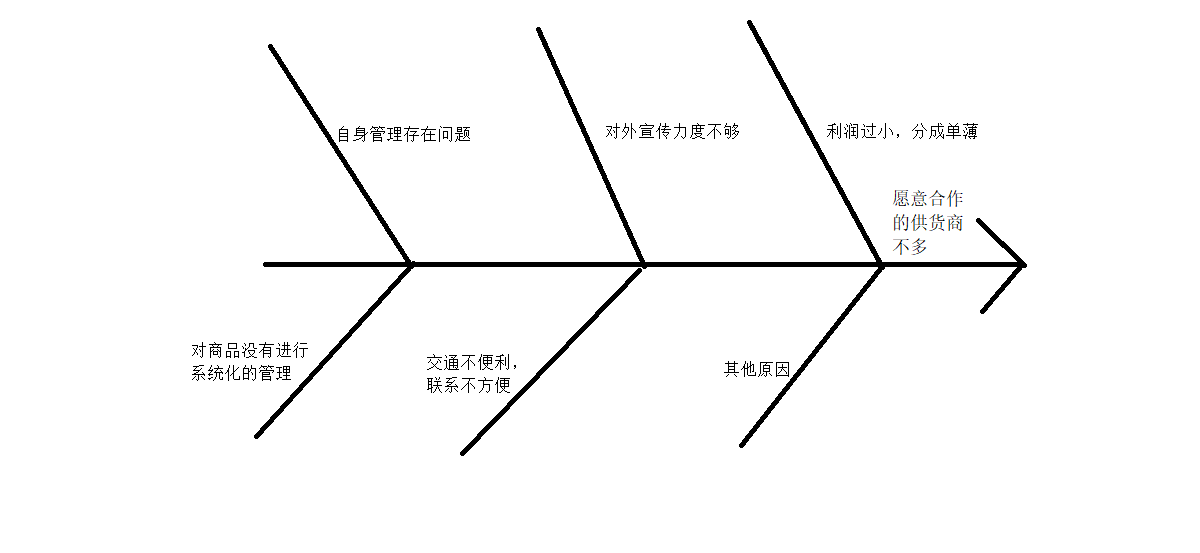 自身管理存在问题
对外宣传力度不够
利润过小，分成单薄
愿意合作
的供货商
不多
对商品没有进行
系统化的管理
交通不便利，
联系不方便
其他原因